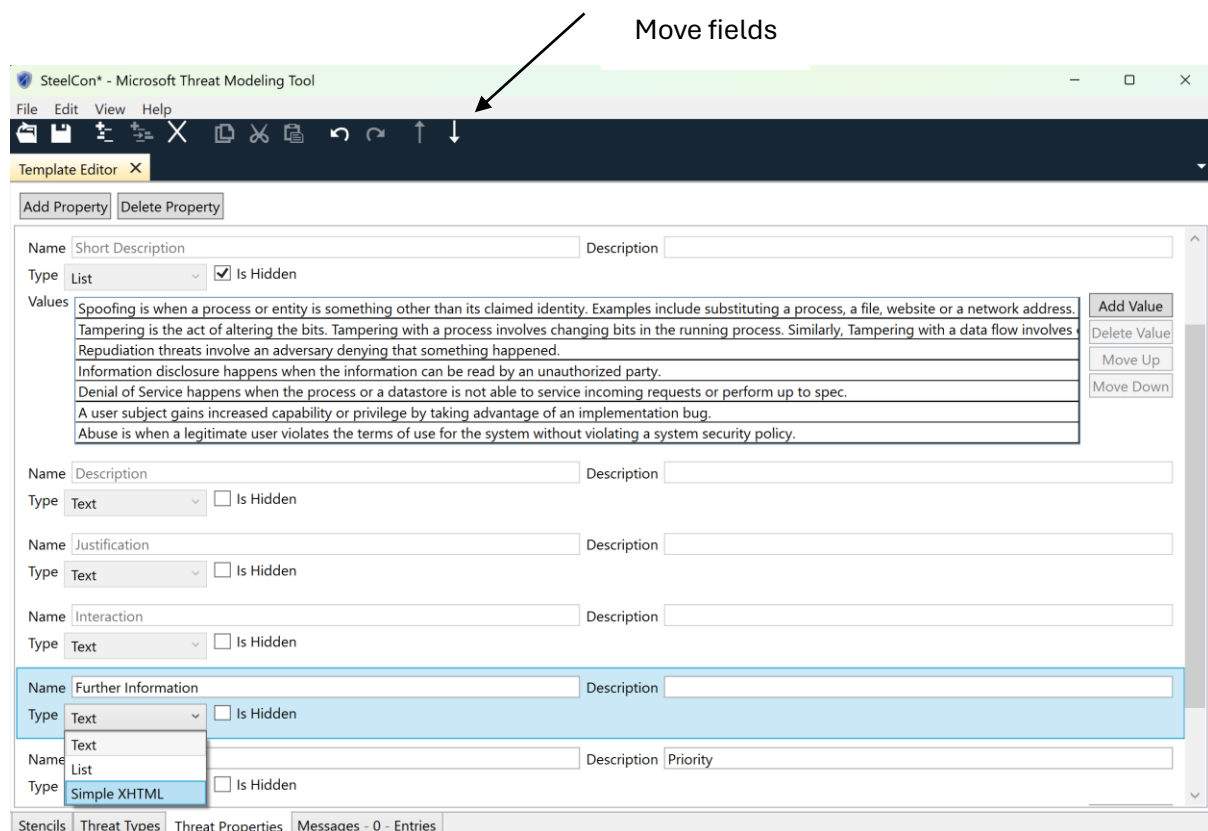 Move fields
SteelCon* - Microsoft Threat Modeling Tool
File Edit View Help
Template Editor
Add Property Delete Property
Name Short Description Description
Type List Is Hidden
Values Spoofing is when a process or entity is something other than its claimed identity. Examples include substituting a process, a file, website or a network address. Add Value
Tampering is the act of altering the bits. Tampering with a process involves changing bits in the running process. Similarly, Tampering with a data flow involves Delete Value
Repudiation threats involve an adversary denying that something happened. Move Up
Information disclosure happens when the information can be read by an unauthorized party.
Denial of Service happens when the process or a datastore is not able to service incoming requests or perform up to spec. Move Down
A user subject gains increased capability or privilege by taking advantage of an implementation bug.
Abuse is when a legitimate user violates the terms of use for the system without violating a system security policy.
Name Description Description
Type Text Is Hidden
Name Justification Description
Type Text Is Hidden
Name Interaction Description
Type Text Is Hidden
Name Further Information Description
Type Text Is Hidden
Text
Name Description Priority
List
Type Is Hidden
Simple XHTML
Stencils Threat Types Threat Properties Messages - 0 - Entries